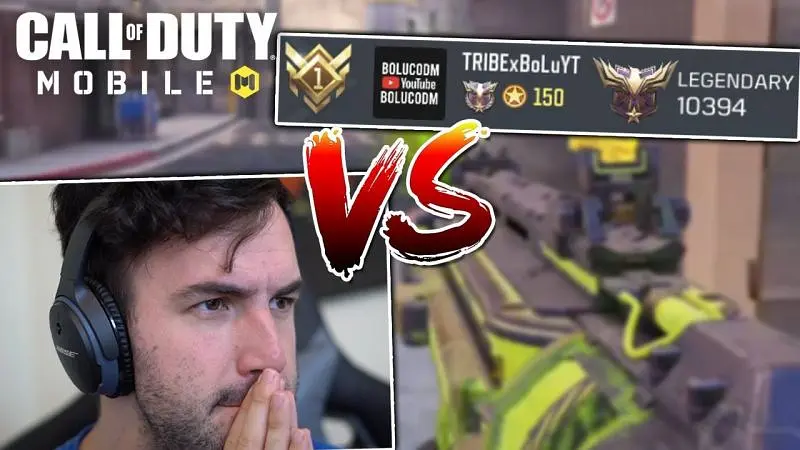 CALL OF DUTY
MOBILE
1
BOLUCODM
YouTube
BOLUCODM
TRIBExBoLuYT
150
LEGENDARY
10394
VS
BOSE